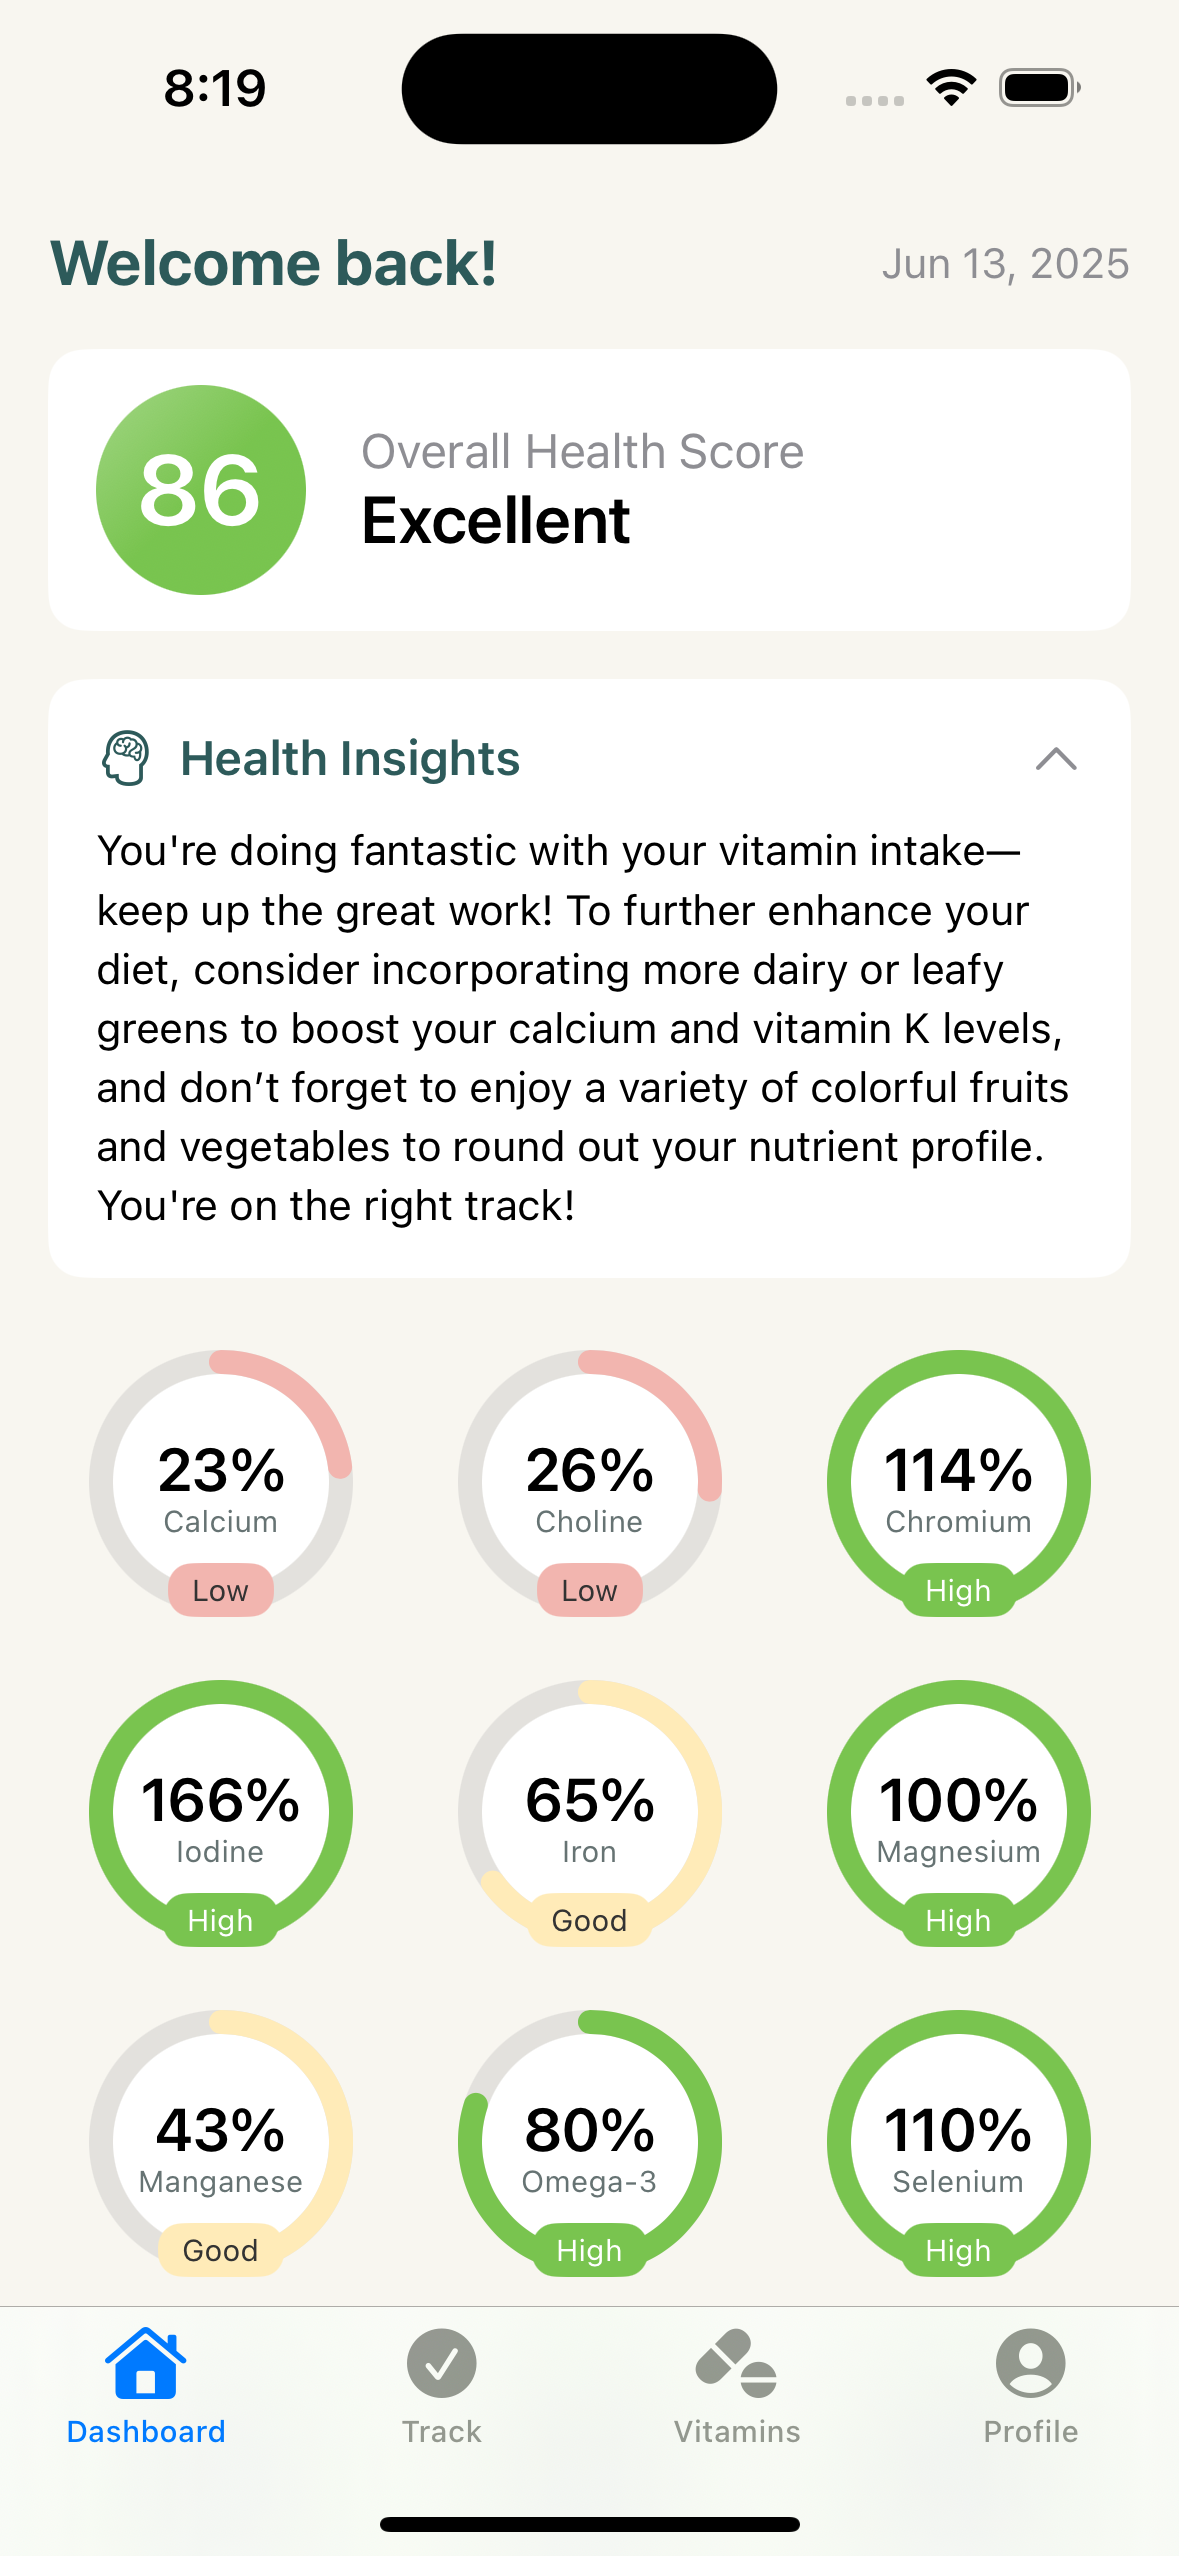 8:19
Welcome back!
Jun 13, 2025
86
Overall Health Score
Excellent
Health Insights
You're doing fantastic with your vitamin intake—
keep up the great work! To further enhance your
diet, consider incorporating more dairy or leafy
greens to boost your calcium and vitamin K levels,
and don’t forget to enjoy a variety of colorful fruits
and vegetables to round out your nutrient profile.
You're on the right track!
23%
Calcium
Low
26%
Choline
Low
114%
Chromium
High
166%
Iodine
High
65%
Iron
Good
100%
Magnesium
High
43%
Manganese
Good
80%
Omega-3
High
110%
Selenium
High
Dashboard
Track
Vitamins
Profile